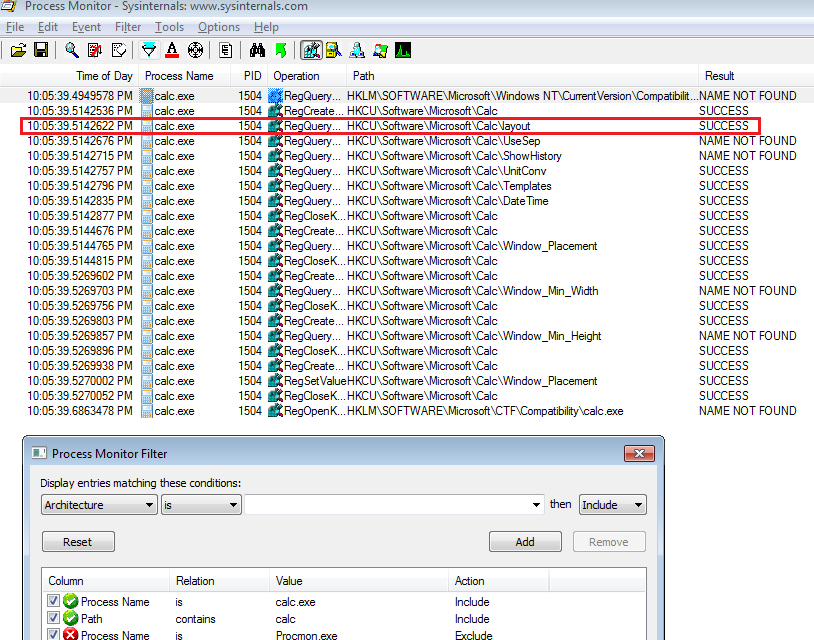 Process Monitor - Sysinternals: www.sysinternals.com
File Edit Event Filter Tools Options Help
Time of Day Process Name PID Operation Path Result
10:05:39.4949578 PM calc.exe 1504 RegQuery... HKLM\SOFTWARE\Microsoft\Windows NT\CurrentVersion\Compatibilit... NAME NOT FOUND
10:05:39.5142536 PM calc.exe 1504 RegCreate... HKCU\Software\Microsoft\Calc SUCCESS
10:05:39.5142622 PM calc.exe 1504 RegQuery... HKCU\Software\Microsoft\Calc\layout SUCCESS
10:05:39.5142676 PM calc.exe 1504 RegQuery... HKCU\Software\Microsoft\Calc\UseSep NAME NOT FOUND
10:05:39.5142715 PM calc.exe 1504 RegQuery... HKCU\Software\Microsoft\Calc\ShowHistory NAME NOT FOUND
10:05:39.5142757 PM calc.exe 1504 RegQuery... HKCU\Software\Microsoft\Calc\UnitConv SUCCESS
10:05:39.5142796 PM calc.exe 1504 RegQuery... HKCU\Software\Microsoft\Calc\Templates SUCCESS
10:05:39.5142835 PM calc.exe 1504 RegQuery... HKCU\Software\Microsoft\Calc\DateTime SUCCESS
10:05:39.5142877 PM calc.exe 1504 RegCloseK... HKCU\Software\Microsoft\Calc SUCCESS
10:05:39.5144676 PM calc.exe 1504 RegCreate... HKCU\Software\Microsoft\Calc SUCCESS
10:05:39.5144765 PM calc.exe 1504 RegQuery... HKCU\Software\Microsoft\Calc\Window_Placement SUCCESS
10:05:39.5144815 PM calc.exe 1504 RegCloseK... HKCU\Software\Microsoft\Calc SUCCESS
10:05:39.5269602 PM calc.exe 1504 RegCreate... HKCU\Software\Microsoft\Calc SUCCESS
10:05:39.5269703 PM calc.exe 1504 RegQuery... HKCU\Software\Microsoft\Calc\Window_Min_Width NAME NOT FOUND
10:05:39.5269756 PM calc.exe 1504 RegCloseK... HKCU\Software\Microsoft\Calc SUCCESS
10:05:39.5269803 PM calc.exe 1504 RegCreate... HKCU\Software\Microsoft\Calc SUCCESS
10:05:39.5269857 PM calc.exe 1504 RegQuery... HKCU\Software\Microsoft\Calc\Window_Min_Height NAME NOT FOUND
10:05:39.5269896 PM calc.exe 1504 RegCloseK... HKCU\Software\Microsoft\Calc SUCCESS
10:05:39.5269938 PM calc.exe 1504 RegCreate... HKCU\Software\Microsoft\Calc SUCCESS
10:05:39.5270002 PM calc.exe 1504 RegSetValue HKCU\Software\Microsoft\Calc\Window_Placement SUCCESS
10:05:39.5270052 PM calc.exe 1504 RegCloseK... HKCU\Software\Microsoft\Calc SUCCESS
10:05:39.6863478 PM calc.exe 1504 RegOpenK... HKLM\SOFTWARE\Microsoft\CTF\Compatibility\calc.exe NAME NOT FOUND
Process Monitor Filter
Display entries matching these conditions:
Architecture is then Include
Reset Add Remove
Column Relation Value Action
Process Name is calc.exe Include
Path contains calc Include
Process Name is Procmon.exe Exclude